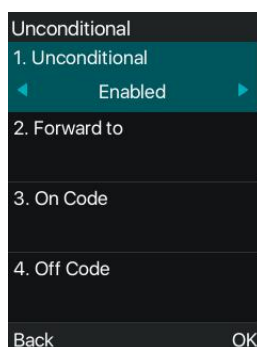 Unconditional
1. Unconditional
Enabled
2. Forward to
3. On Code
4. Off Code
Back OK